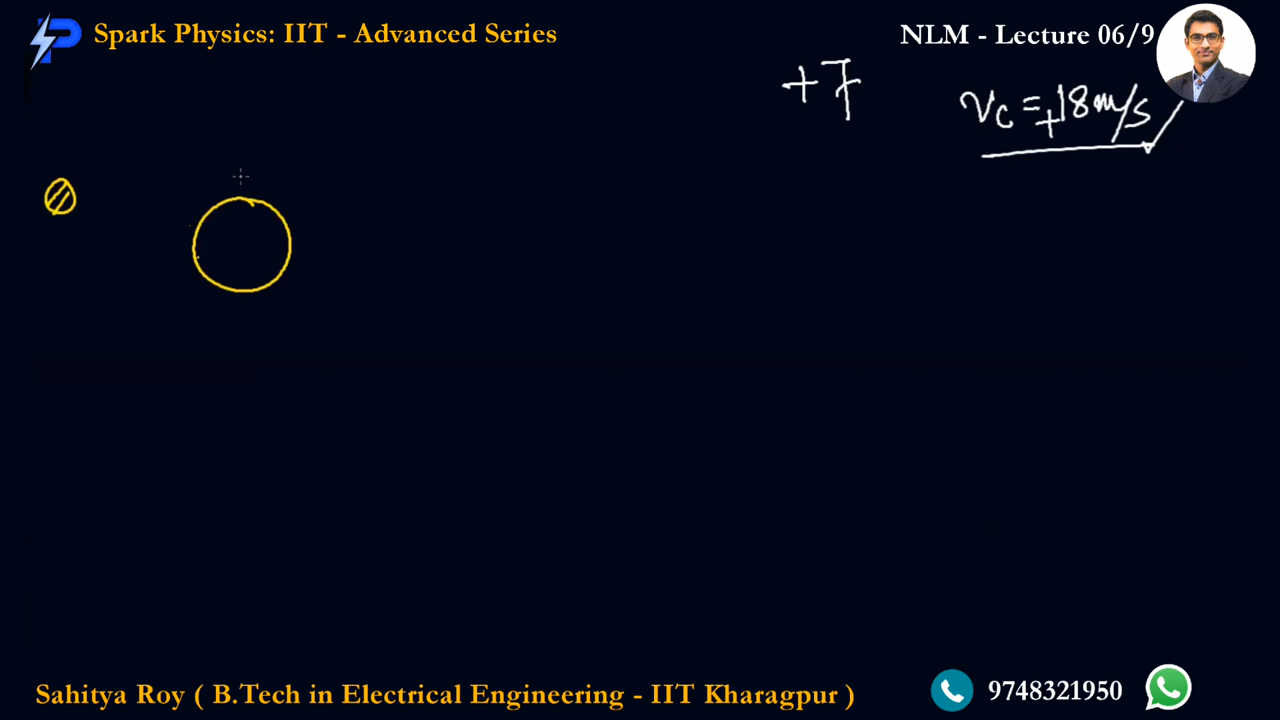 Spark Physics: IIT - Advanced Series
NLM - Lecture 06/9
+7
v_C = +18 m/s
Sahitya Roy ( B.Tech in Electrical Engineering - IIT Kharagpur )
9748321950